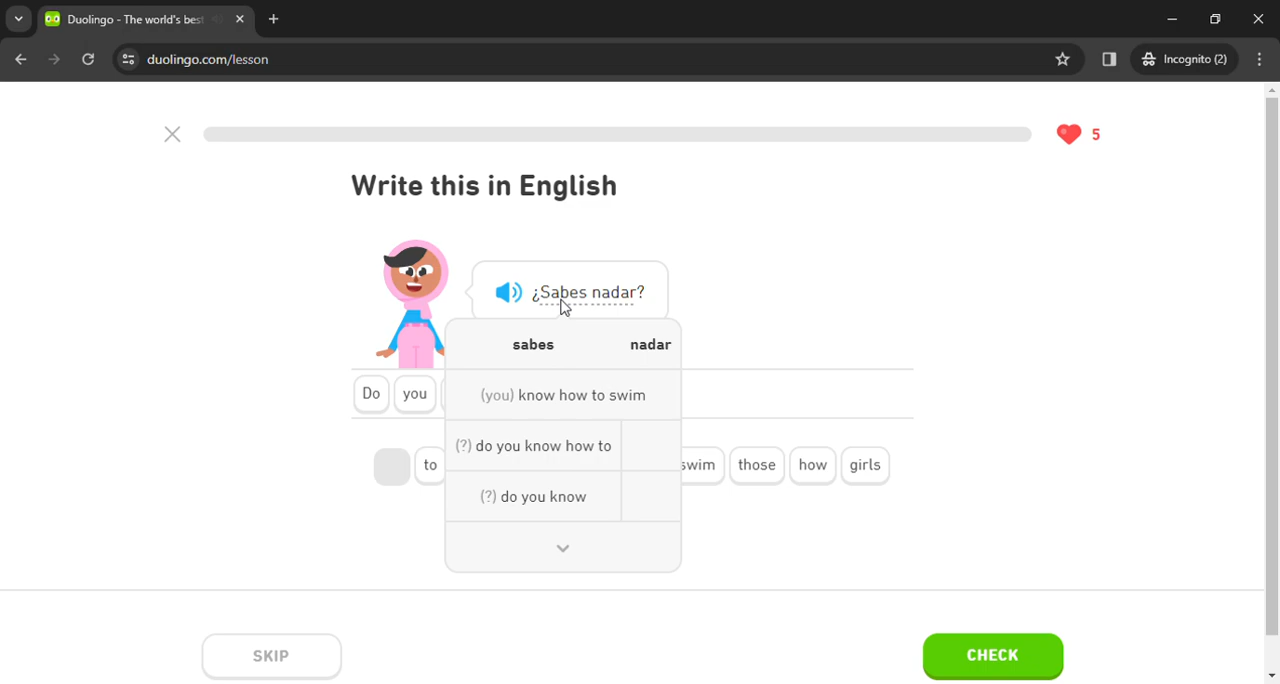 Duolingo - The world's best
duolingo.com/lesson
Incognito (2)
5
Write this in English
¿Sabes nadar?
sabes nadar
(you) know how to swim
(?) do you know how to
(?) do you know
Do you
to swim those how girls
SKIP
CHECK